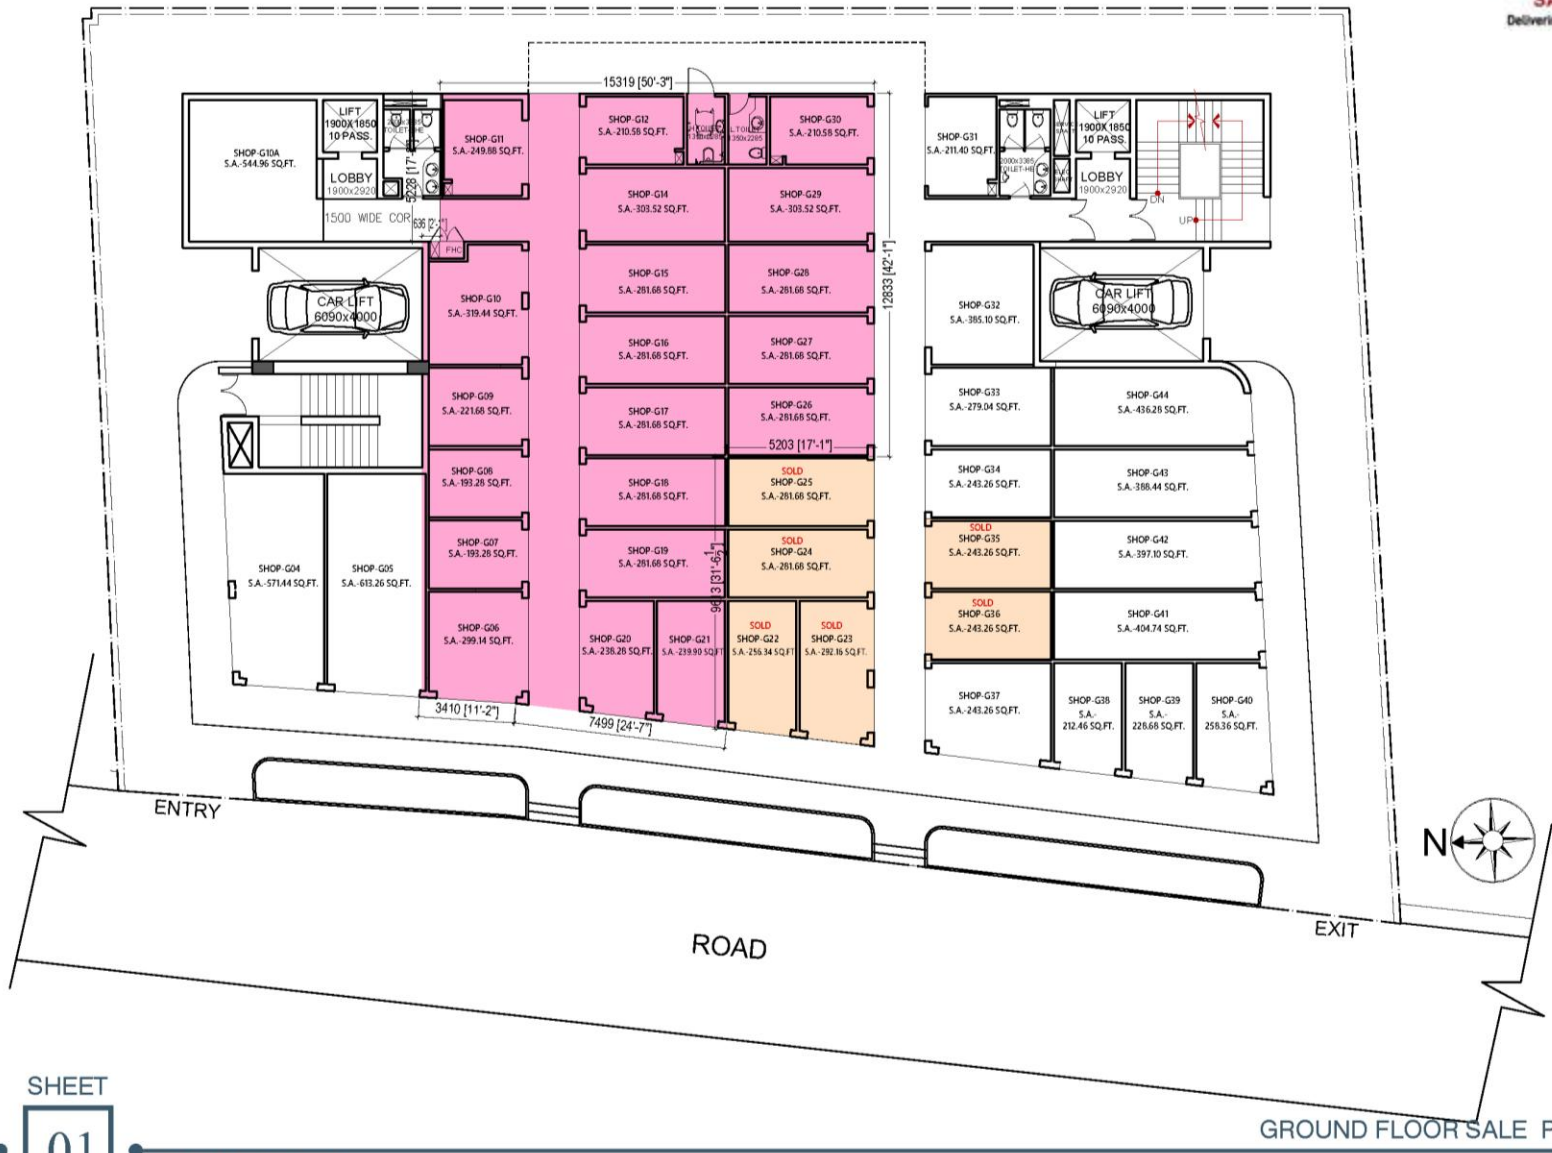 Deliveri
15319 [50'-3"]
LIFT
1900X1850
10 PASS.
SHOP-G10A
S.A.-544.96 SQ.FT.
LOBBY
1900x2920
1500 WIDE COR
636 [2'-1"]
FHC
SHOP-G11
S.A.-249.88 SQ.FT.
SHOP-G12
S.A.-210.58 SQ.FT.
SHOP-G30
S.A.-210.58 SQ.FT.
SHOP-G31
S.A.-211.40 SQ.FT.
LIFT
1900X1850
10 PASS.
LOBBY
1900x2920
DN
UP
SHOP-G14
S.A.-303.52 SQ.FT.
SHOP-G29
S.A.-303.52 SQ.FT.
12833 [42'-1"]
CAR LIFT
6090x4000
SHOP-G10
S.A.-319.44 SQ.FT.
SHOP-G15
S.A.-281.68 SQ.FT.
SHOP-G28
S.A.-281.68 SQ.FT.
SHOP-G32
S.A.-385.10 SQ.FT.
CAR LIFT
6090x4000
SHOP-G16
S.A.-281.68 SQ.FT.
SHOP-G27
S.A.-281.68 SQ.FT.
SHOP-G09
S.A.-221.68 SQ.FT.
SHOP-G17
S.A.-281.68 SQ.FT.
SHOP-G26
S.A.-281.68 SQ.FT.
5203 [17'-1"]
SHOP-G33
S.A.-279.04 SQ.FT.
SHOP-G44
S.A.-436.28 SQ.FT.
SHOP-G08
S.A.-193.28 SQ.FT.
SHOP-G18
S.A.-281.68 SQ.FT.
SOLD
SHOP-G25
S.A.-281.68 SQ.FT.
SHOP-G34
S.A.-243.26 SQ.FT.
SHOP-G43
S.A.-388.44 SQ.FT.
SHOP-G07
S.A.-193.28 SQ.FT.
SHOP-G19
S.A.-281.68 SQ.FT.
SOLD
SHOP-G24
S.A.-281.68 SQ.FT.
SOLD
SHOP-G35
S.A.-243.26 SQ.FT.
SHOP-G42
S.A.-397.10 SQ.FT.
SHOP-G04
S.A.-571.44 SQ.FT.
SHOP-G05
S.A.-613.26 SQ.FT.
SHOP-G06
S.A.-299.14 SQ.FT.
SHOP-G20
S.A.-238.28 SQ.FT.
SHOP-G21
S.A.-239.90 SQ.FT
SOLD
SHOP-G22
S.A.-256.34 SQ.FT
SOLD
SHOP-G23
S.A.-292.16 SQ.FT.
SOLD
SHOP-G36
S.A.-243.26 SQ.FT.
SHOP-G41
S.A.-404.74 SQ.FT.
SHOP-G37
S.A.-243.26 SQ.FT.
SHOP-G38
S.A.-
212.46 SQ.FT.
SHOP-G39
S.A.-
228.68 SQ.FT.
SHOP-G40
S.A.-
258.36 SQ.FT.
3410 [11'-2"]
7499 [24'-7"]
ENTRY
N
EXIT
ROAD
SHEET
01
GROUND FLOOR SALE P